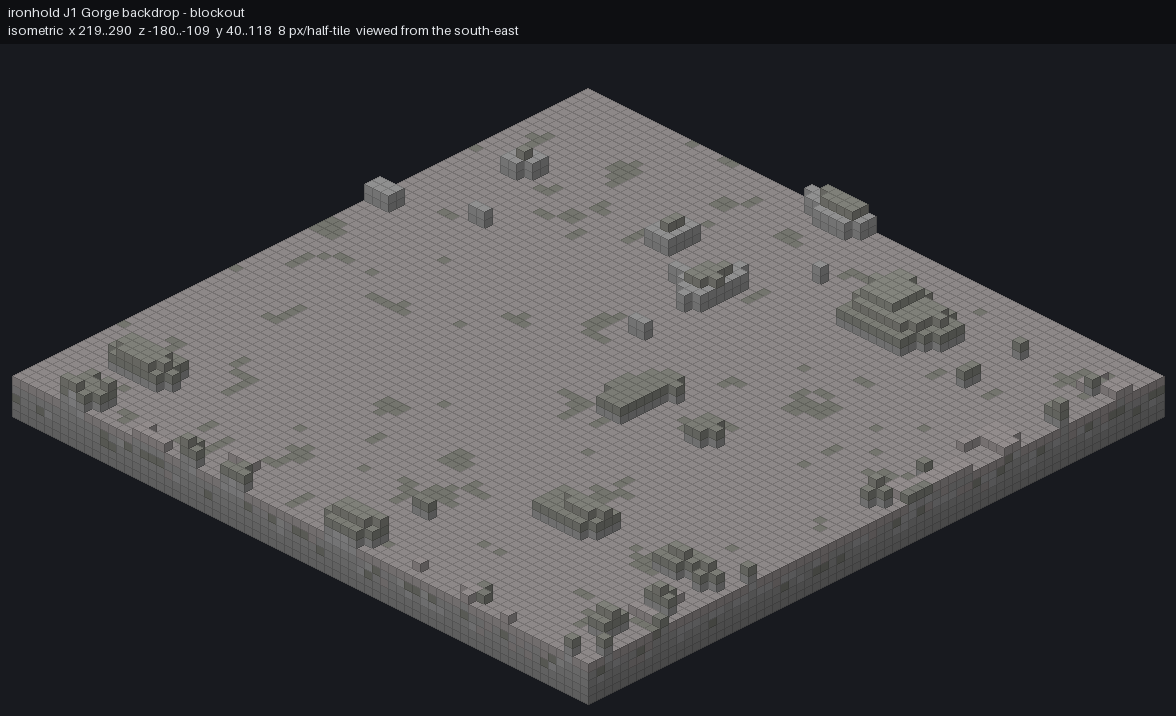 ironhold J1 Gorge backdrop - blockout
isometric  x 219..290  z -180..-109  y 40..118  8 px/half-tile  viewed from the south-east